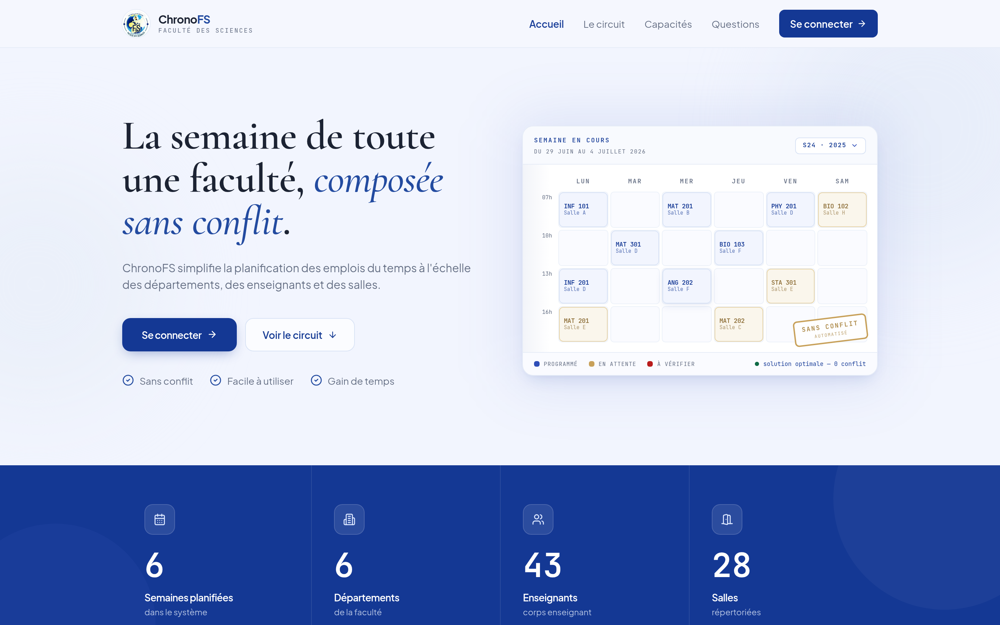 FS
FACULTÉ DES SCIENCES
ChronoFS
FACULTÉ DES SCIENCES
Accueil
Le circuit
Capacités
Questions
Se connecter
La semaine de toute
une faculté, composée
sans conflit.
ChronoFS simplifie la planification des emplois du temps à l'échelle
des départements, des enseignants et des salles.
Se connecter
Voir le circuit
Sans conflit
Facile à utiliser
Gain de temps
SEMAINE EN COURS
DU 29 JUIN AU 4 JUILLET 2026
S24 · 2025
LUN MAR MER JEU VEN SAM
07h
INF 101
Salle A
MAT 201
Salle B
PHY 201
Salle D
BIO 102
Salle H
10h
MAT 301
Salle D
BIO 103
Salle F
13h
INF 201
Salle D
ANG 202
Salle F
STA 301
Salle E
16h
MAT 201
Salle E
MAT 202
Salle C
SANS CONFLIT
AUTOMATISÉ
PROGRAMMÉ
EN ATTENTE
À VÉRIFIER
solution optimale — 0 conflit
6
Semaines planifiées
dans le système
6
Départements
de la faculté
43
Enseignants
corps enseignant
28
Salles
répertoriées